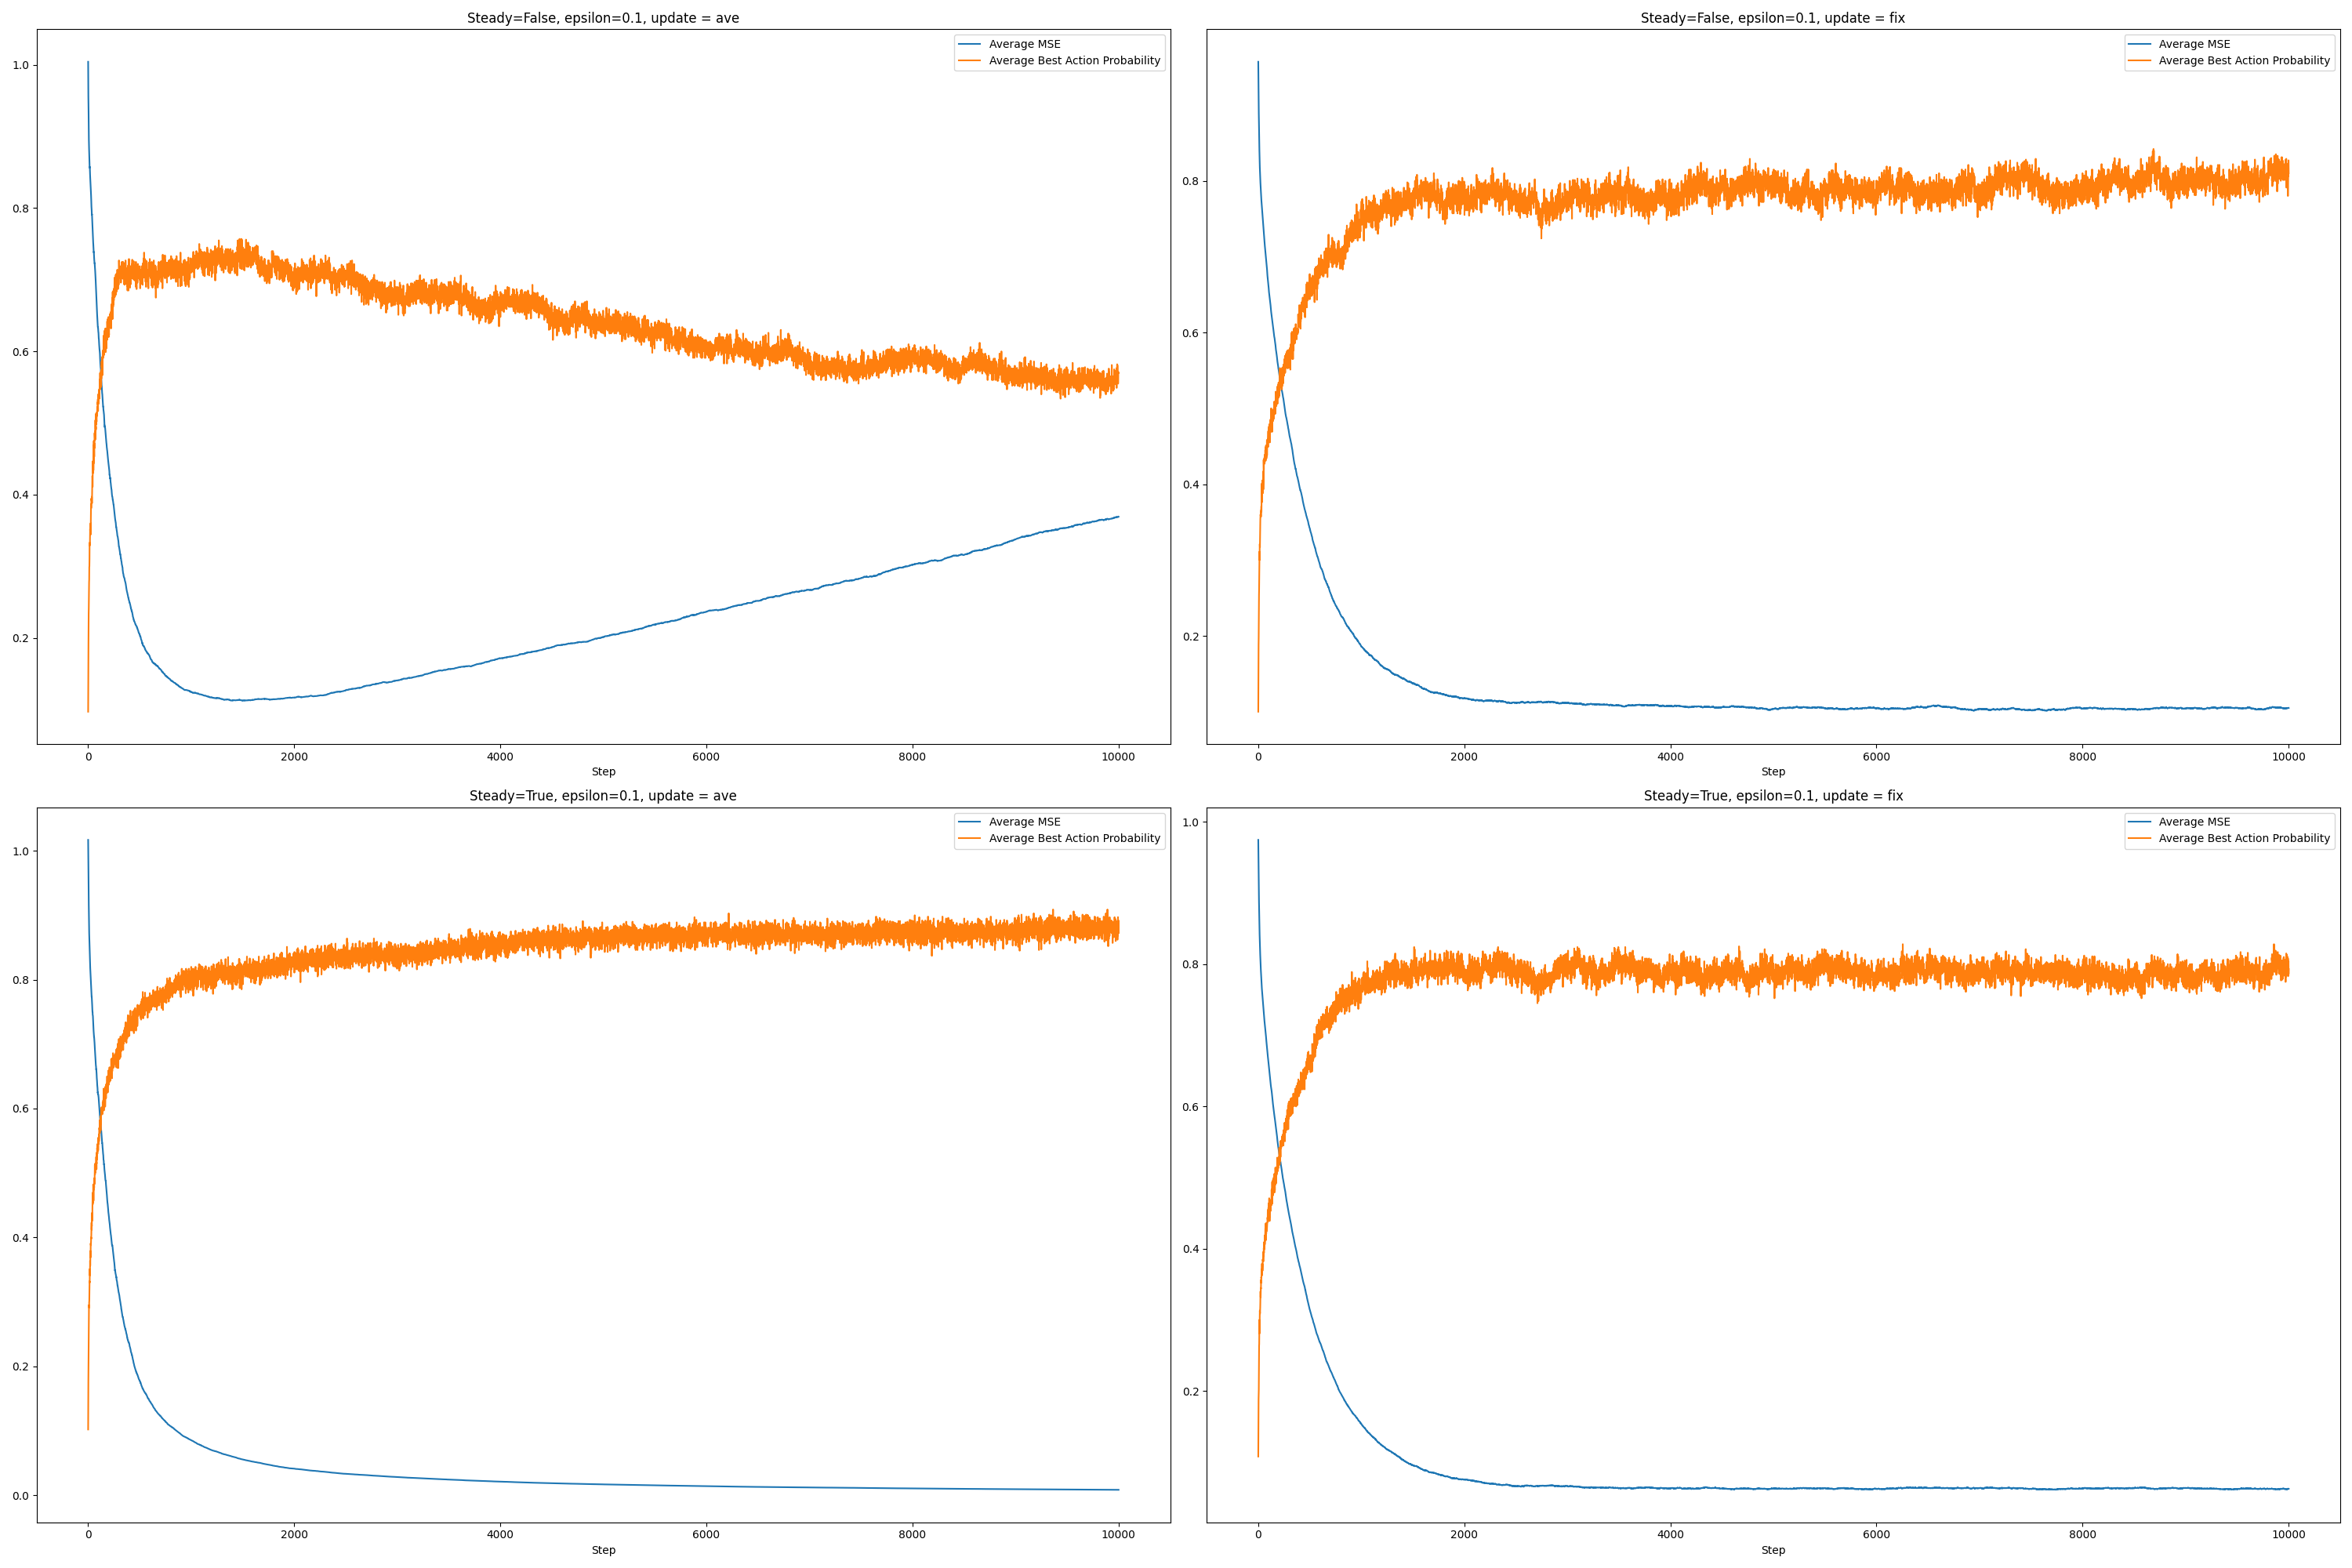 Steady=False, epsilon=0.1, update = ave
Average MSE
Average Best Action Probability
1.0
0.8
0.6
0.4
0.2
0
2000
4000
6000
8000
10000
Step
Steady=False, epsilon=0.1, update = fix
Average MSE
Average Best Action Probability
0.8
0.6
0.4
0.2
0
2000
4000
6000
8000
10000
Step
Steady=True, epsilon=0.1, update = ave
Average MSE
Average Best Action Probability
1.0
0.8
0.6
0.4
0.2
0.0
0
2000
4000
6000
8000
10000
Step
Steady=True, epsilon=0.1, update = fix
Average MSE
Average Best Action Probability
1.0
0.8
0.6
0.4
0.2
0
2000
4000
6000
8000
10000
Step